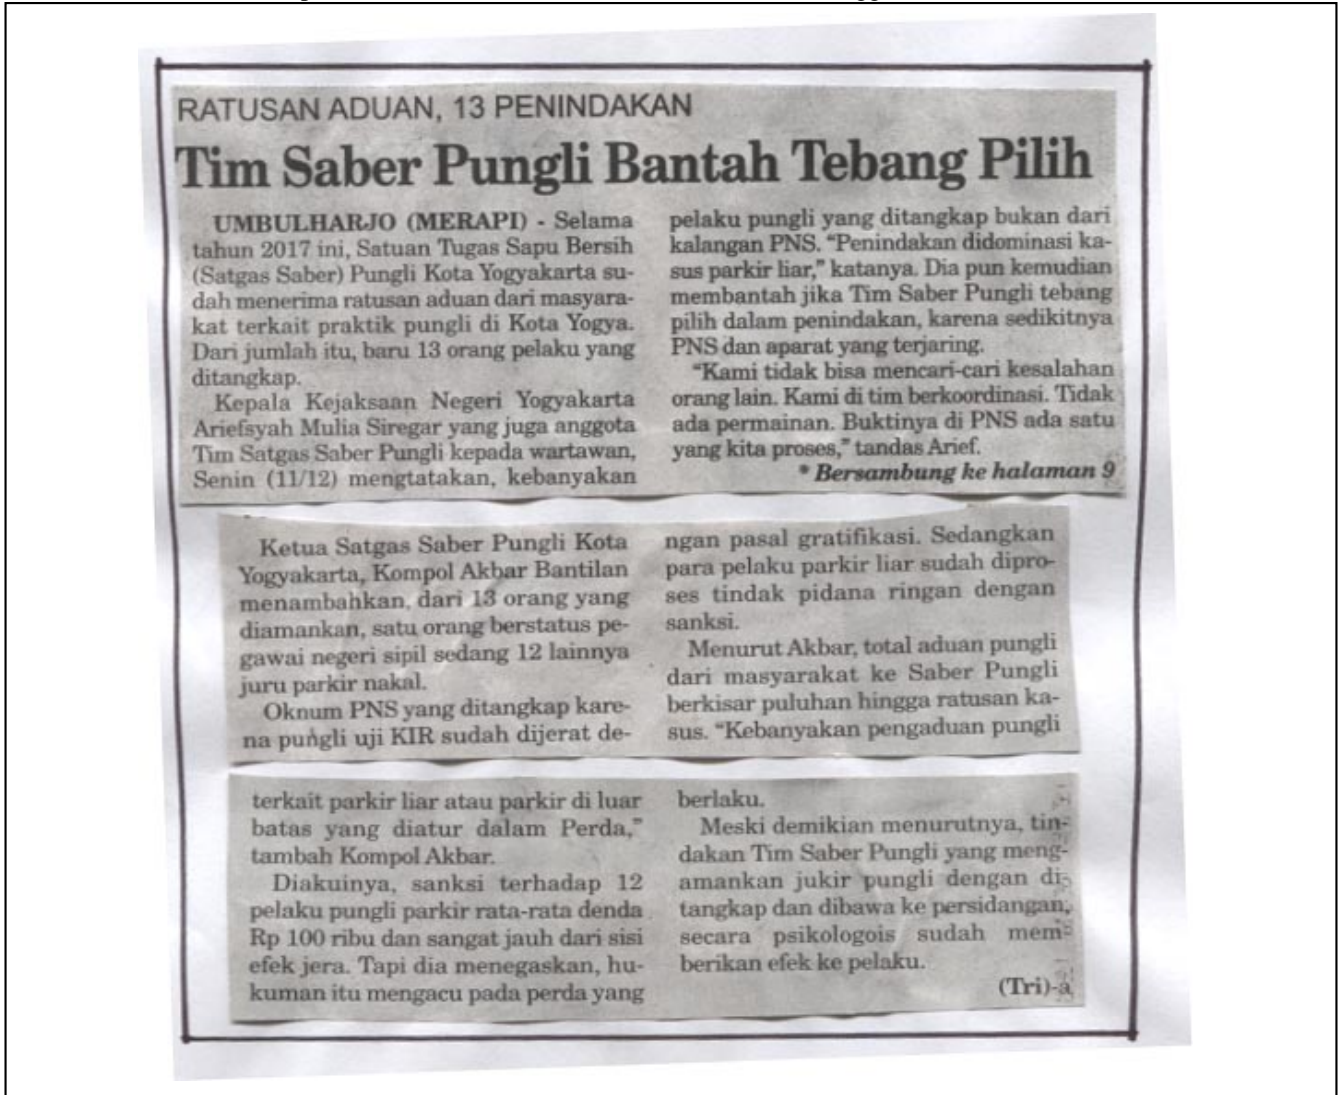 RATUSAN ADUAN, 13 PENINDAKAN
Tim Saber Pungli Bantah Tebang Pilih
UMBULHARJO (MERAPI) - Selama
tahun 2017 ini, Satuan Tugas Sapu Bersih
(Satgas Saber) Pungli Kota Yogyakarta su-
dah menerima ratusan aduan dari masyara-
kat terkait praktik pungli di Kota Yogya.
Dari jumlah itu, baru 13 orang pelaku yang
ditangkap.
Kepala Kejaksaan Negeri Yogyakarta
Ariefsyah Mulia Siregar yang juga anggota
Tim Satgas Saber Pungli kepada wartawan,
Senin (11/12) mengtatakan, kebanyakan
pelaku pungli yang ditangkap bukan dari
kalangan PNS. “Penindakan didominasi ka-
sus parkir liar,” katanya. Dia pun kemudian
membantah jika Tim Saber Pungli tebang
pilih dalam penindakan, karena sedikitnya
PNS dan aparat yang terjaring.
“Kami tidak bisa mencari-cari kesalahan
orang lain. Kami di tim berkoordinasi. Tidak
ada permainan. Buktinya di PNS ada satu
yang kita proses,” tandas Arief.
* Bersambung ke halaman 9
Ketua Satgas Saber Pungli Kota
Yogyakarta, Kompol Akbar Bantilan
menambahkan, dari 13 orang yang
diamankan, satu orang berstatus pe-
gawai negeri sipil sedang 12 lainnya
juru parkir nakal.
Oknum PNS yang ditangkap kare-
na pungli uji KIR sudah dijerat de-
ngan pasal gratifikasi. Sedangkan
para pelaku parkir liar sudah dipro-
ses tindak pidana ringan dengan
sanksi.
Menurut Akbar, total aduan pungli
dari masyarakat ke Saber Pungli
berkisar puluhan hingga ratusan ka-
sus. “Kebanyakan pengaduan pungli
terkait parkir liar atau parkir di luar
batas yang diatur dalam Perda,”
tambah Kompol Akbar.
Diakuinya, sanksi terhadap 12
pelaku pungli parkir rata-rata denda
Rp 100 ribu dan sangat jauh dari sisi
efek jera. Tapi dia menegaskan, hu-
kuman itu mengacu pada perda yang
berlaku.
Meski demikian menurutnya, tin-
dakan Tim Saber Pungli yang meng-
amankan jukir pungli dengan di-
tangkap dan dibawa ke persidangan,
secara psikologois sudah mem-
berikan efek ke pelaku.
(Tri)-a